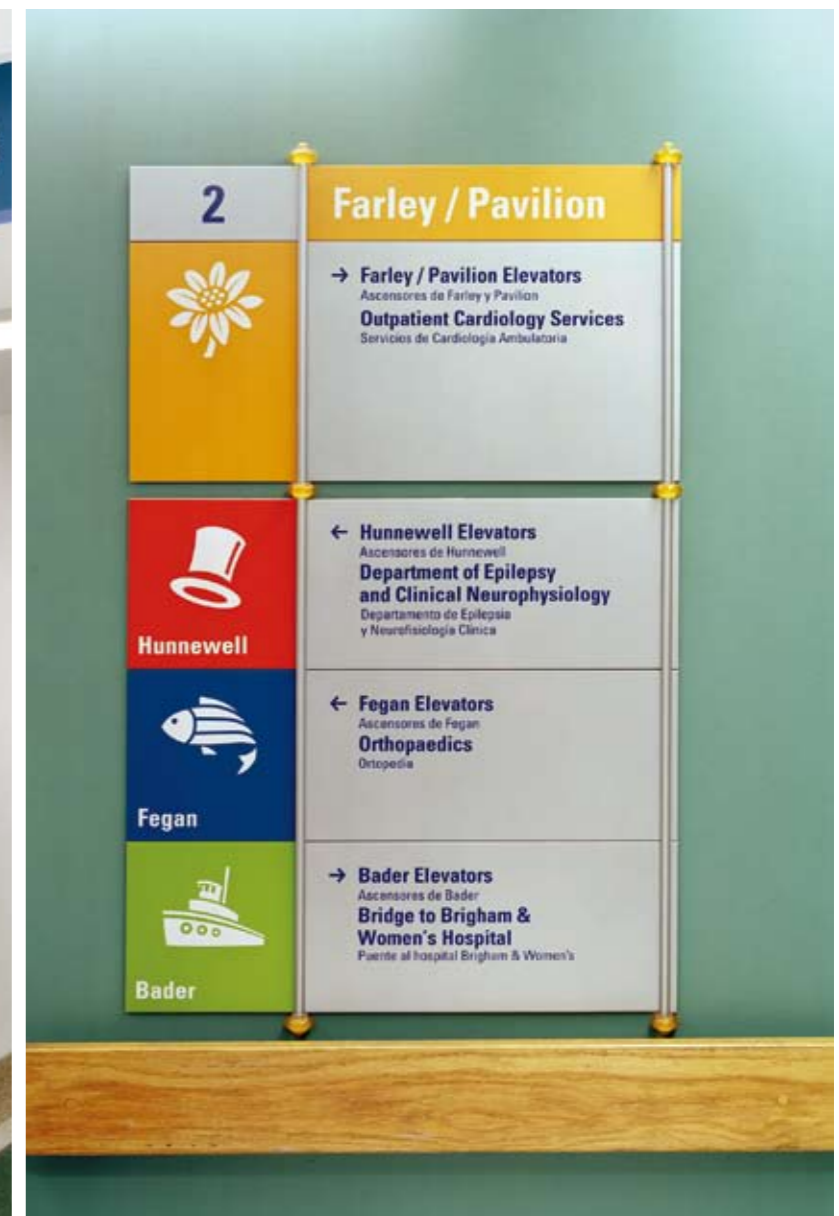 2
Farley / Pavilion
→ Farley / Pavilion Elevators
Ascensores de Farley y Pavilion
Outpatient Cardiology Services
Servicios de Cardiología Ambulatoria
← Hunnewell Elevators
Ascensores de Hunnewell
Department of Epilepsy
and Clinical Neurophysiology
Departamento de Epilepsia
y Neurofisiología Clínica
Hunnewell
← Fegan Elevators
Ascensores de Fegan
Orthopaedics
Ortopedia
Fegan
→ Bader Elevators
Ascensores de Bader
Bridge to Brigham &
Women's Hospital
Puente al hospital Brigham & Women's
Bader